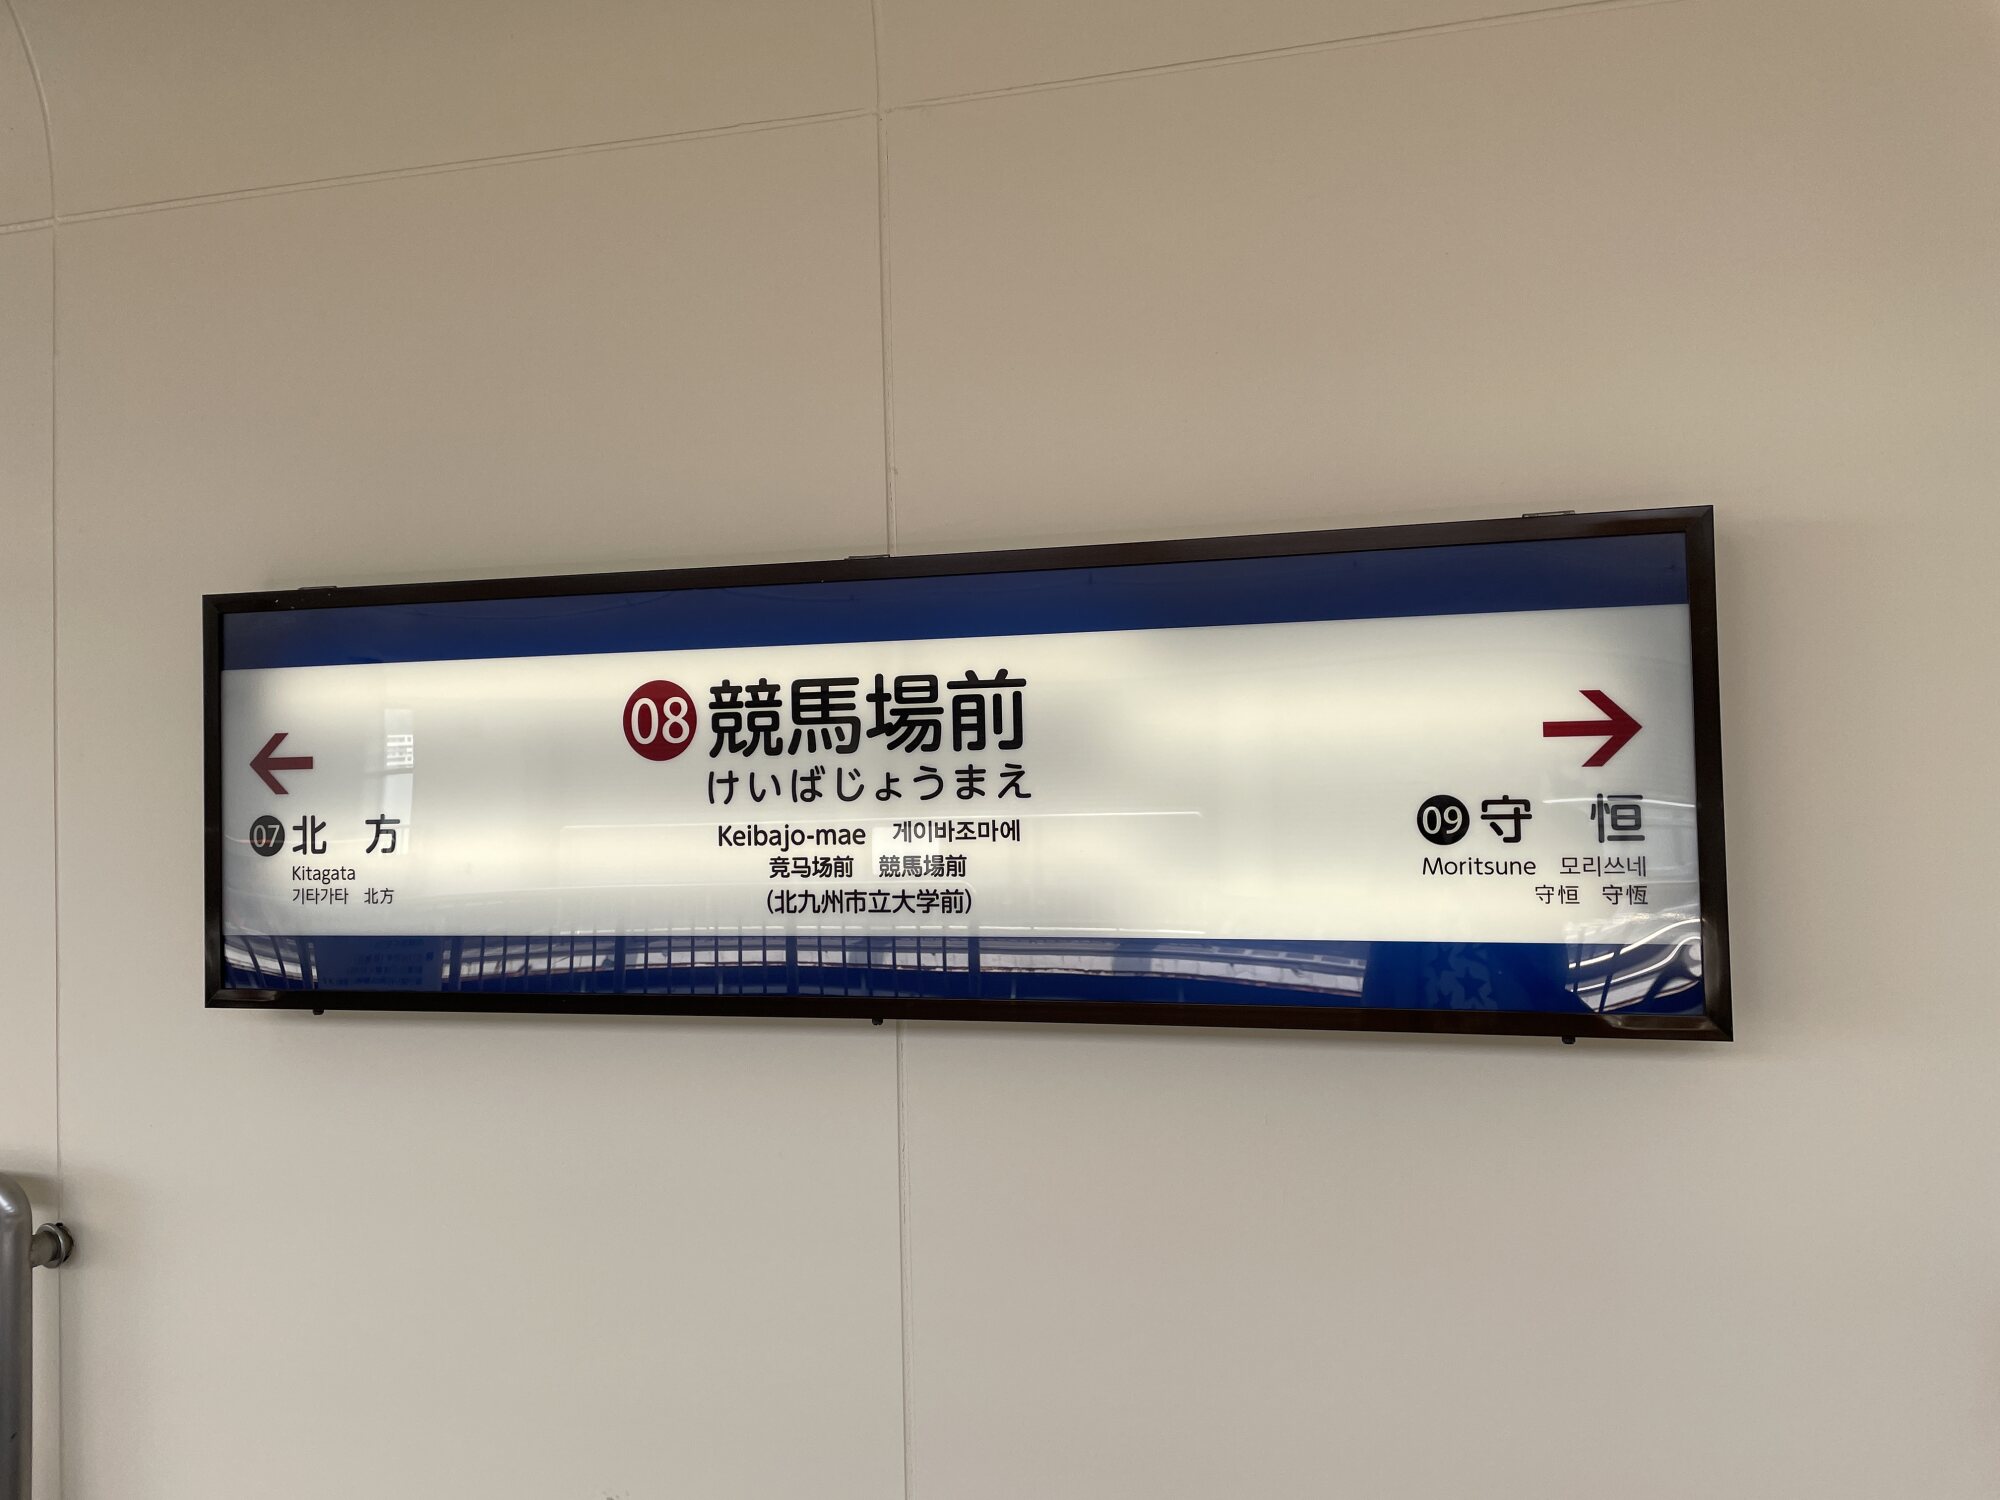 08 競馬場前
けいばじょうまえ
Keibajo-mae 게이바조마에
竞马场前 競馬場前
(北九州市立大学前)
←
07 北方
Kitagata
기타가타 北方
→
09 守恒
Moritsune 모리쓰네
守恒 守恆